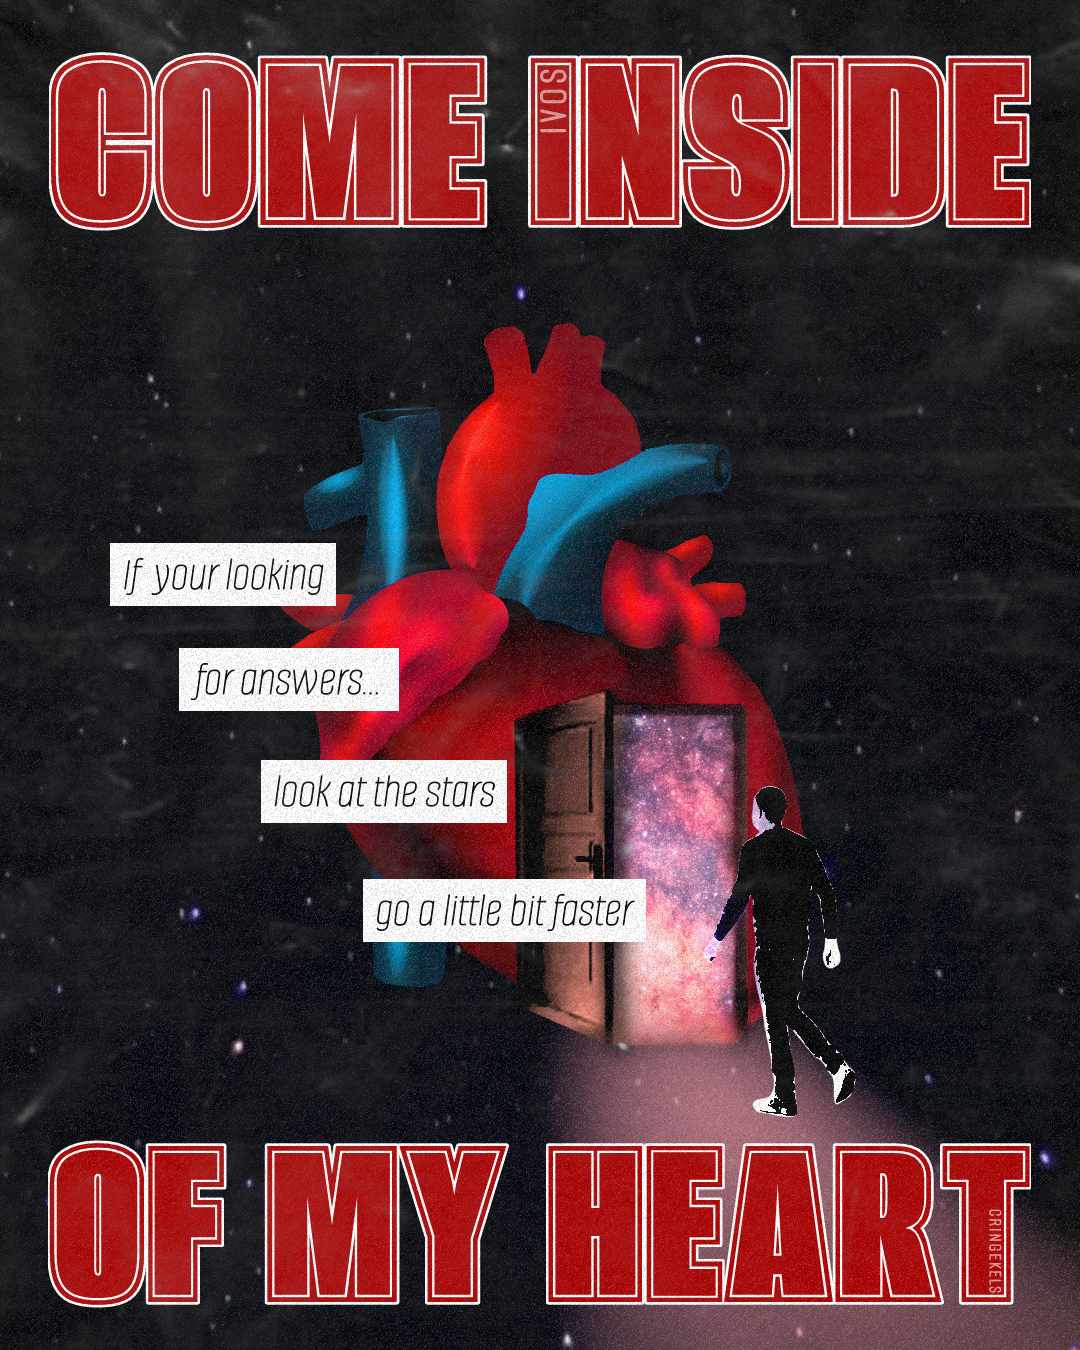 COME INSIDE
IVOS
If your looking
for answers...
look at the stars
go a little bit faster
OF MY HEART
CRINGEKELS